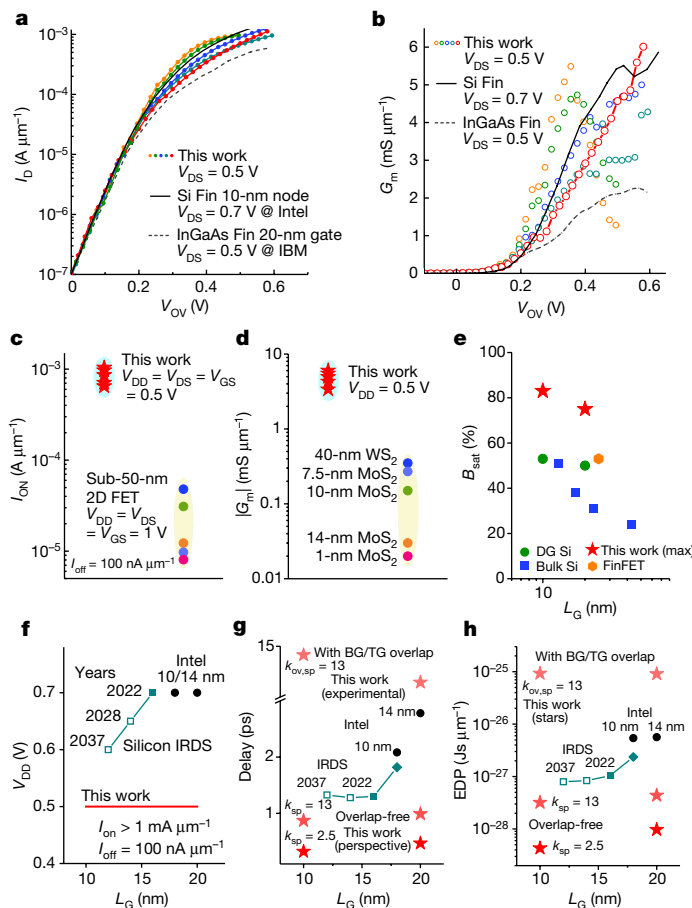 a
I_D (A μm⁻¹)
10⁻³
10⁻⁴
10⁻⁵
10⁻⁶
10⁻⁷
This work
V_DS = 0.5 V
Si Fin 10-nm node
V_DS = 0.7 V @ Intel
InGaAs Fin 20-nm gate
V_DS = 0.5 V @ IBM
0 0.2 0.4 0.6
V_OV (V)
b
G_m (mS μm⁻¹)
6
5
4
3
2
1
0
This work
V_DS = 0.5 V
Si Fin
V_DS = 0.7 V
InGaAs Fin
V_DS = 0.5 V
0 0.2 0.4 0.6
V_OV (V)
c
I_ON (A μm⁻¹)
10⁻³
10⁻⁴
10⁻⁵
This work
V_DD = V_DS = V_GS
= 0.5 V
Sub-50-nm
2D FET
V_DD = V_DS
= V_GS = 1 V
I_off = 100 nA μm⁻¹
d
|G_m| (mS μm⁻¹)
10
1
0.1
0.01
This work
V_DD = 0.5 V
40-nm WS₂
7.5-nm MoS₂
10-nm MoS₂
14-nm MoS₂
1-nm MoS₂
e
B_sat (%)
100
80
60
40
20
0
DG Si
This work (max)
Bulk Si
FinFET
10
L_G (nm)
f
V_DD (V)
0.8
0.7
0.6
0.5
0.4
Years
Intel
10/14 nm
2022
2028
2037
Silicon IRDS
This work
I_on > 1 mA μm⁻¹
I_off = 100 nA μm⁻¹
10 15 20
L_G (nm)
g
Delay (ps)
15
2
1
With BG/TG overlap
k_ov,sp = 13
This work
(experimental)
Intel
14 nm
10 nm
IRDS
2037
2022
k_sp = 13
Overlap-free
k_sp = 2.5
This work
(perspective)
10 15 20
L_G (nm)
h
EDP (Js μm⁻¹)
10⁻²⁵
10⁻²⁶
10⁻²⁷
10⁻²⁸
With BG/TG overlap
k_ov,sp = 13
This work
(stars)
Intel
10 nm
14 nm
IRDS
2037
2022
k_sp = 13
Overlap-free
k_sp = 2.5
10 15 20
L_G (nm)